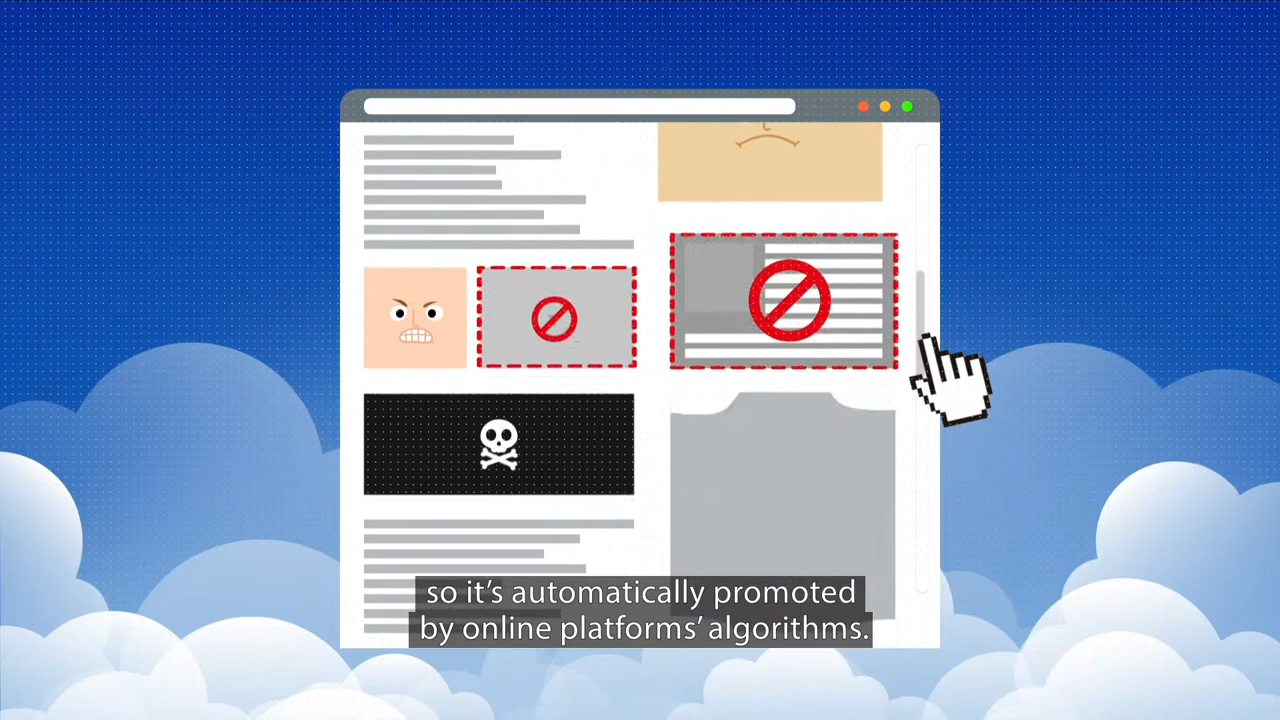 so it’s automatically promoted
by online platforms’ algorithms.